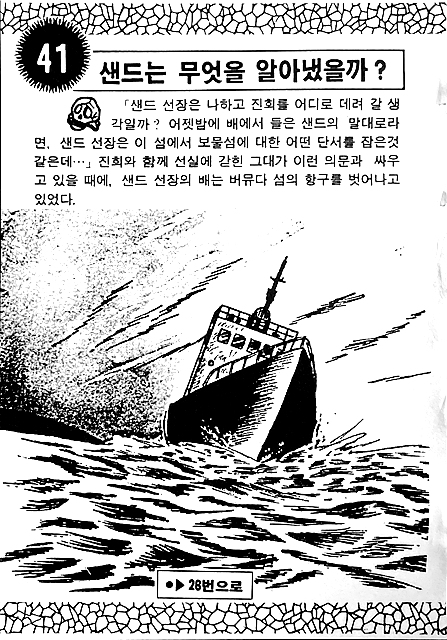 41
샌드는 무엇을 알아냈을까?
「샌드 선장은 나하고 진희를 어디로 데려 갈 생
각일까? 어젯밤에 배에서 들은 샌드의 말대로라
면, 샌드 선장은 이 섬에서 보물섬에 대한 어떤 단서를 잡은것
같은데…」 진희와 함께 선실에 갇힌 그대가 이런 의문과 싸우
고 있을 때에, 샌드 선장의 배는 버뮤다 섬의 항구를 벗어나고
있었다.
●▶ 26번으로